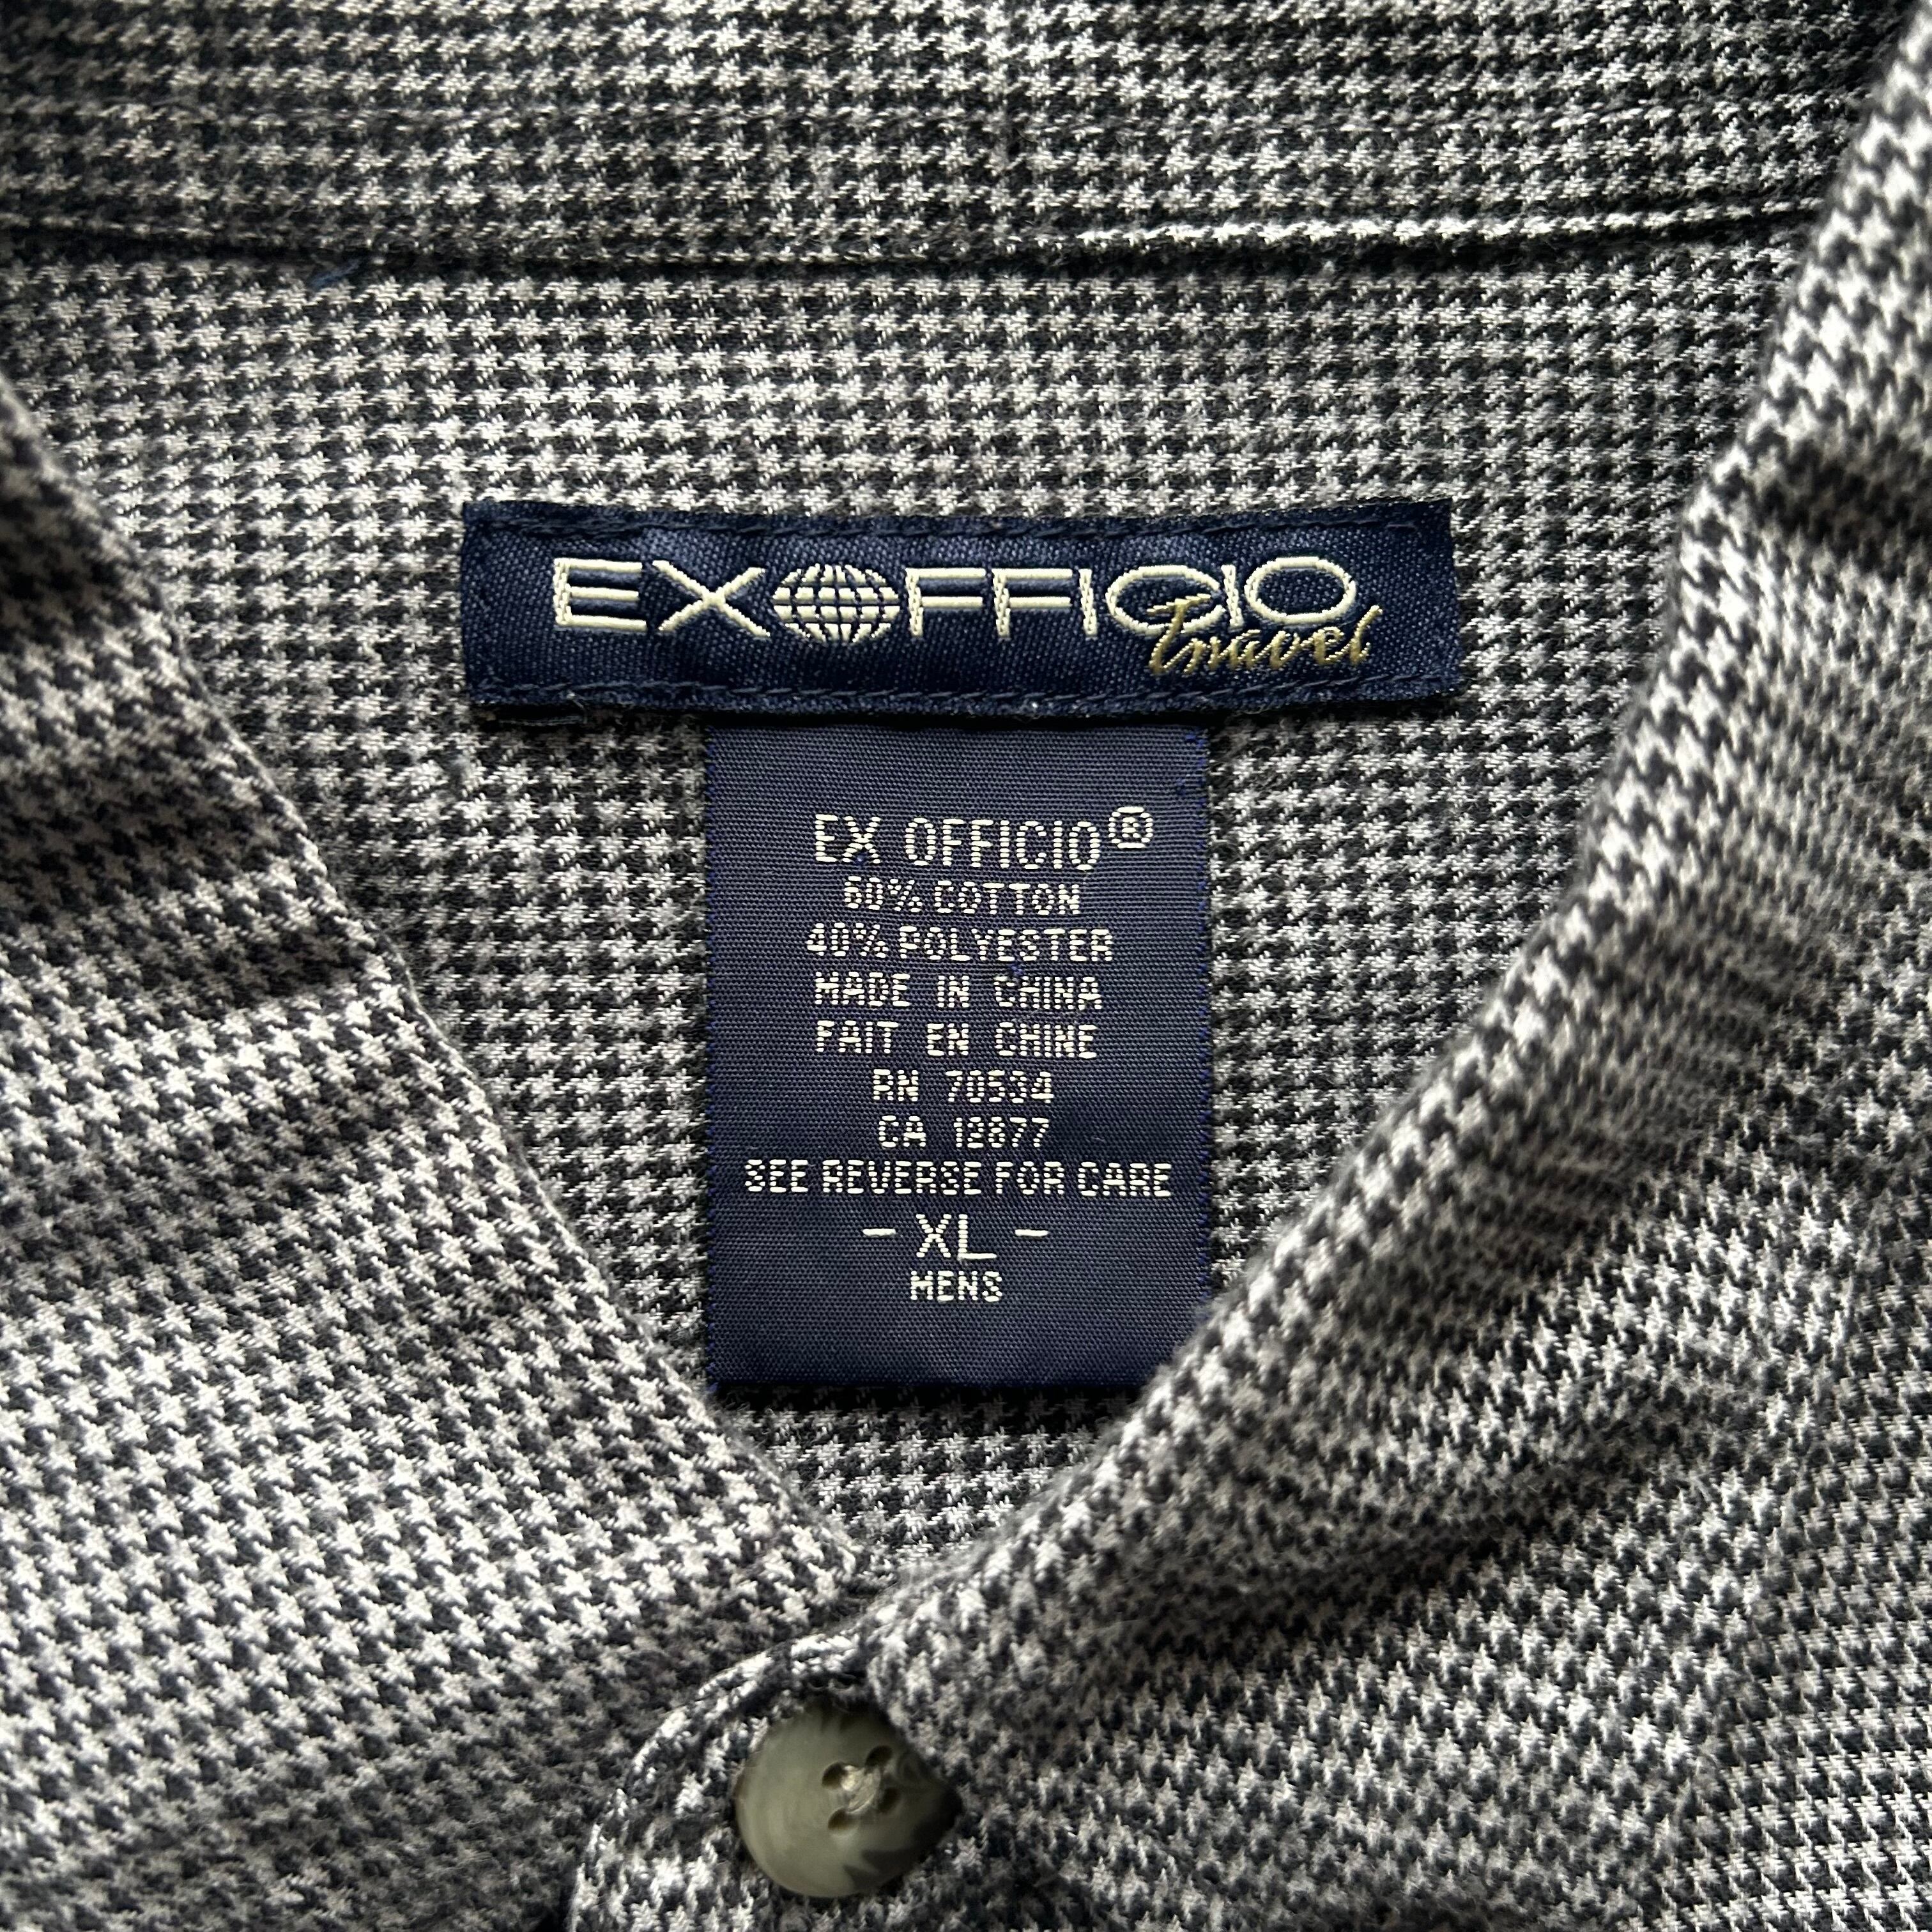 EXOFFICIO
Travel
EX OFFICIO®
60% COTTON
40% POLYESTER
MADE IN CHINA
FAIT EN CHINE
RN 70534
CA 12877
SEE REVERSE FOR CARE
- XL -
MENS